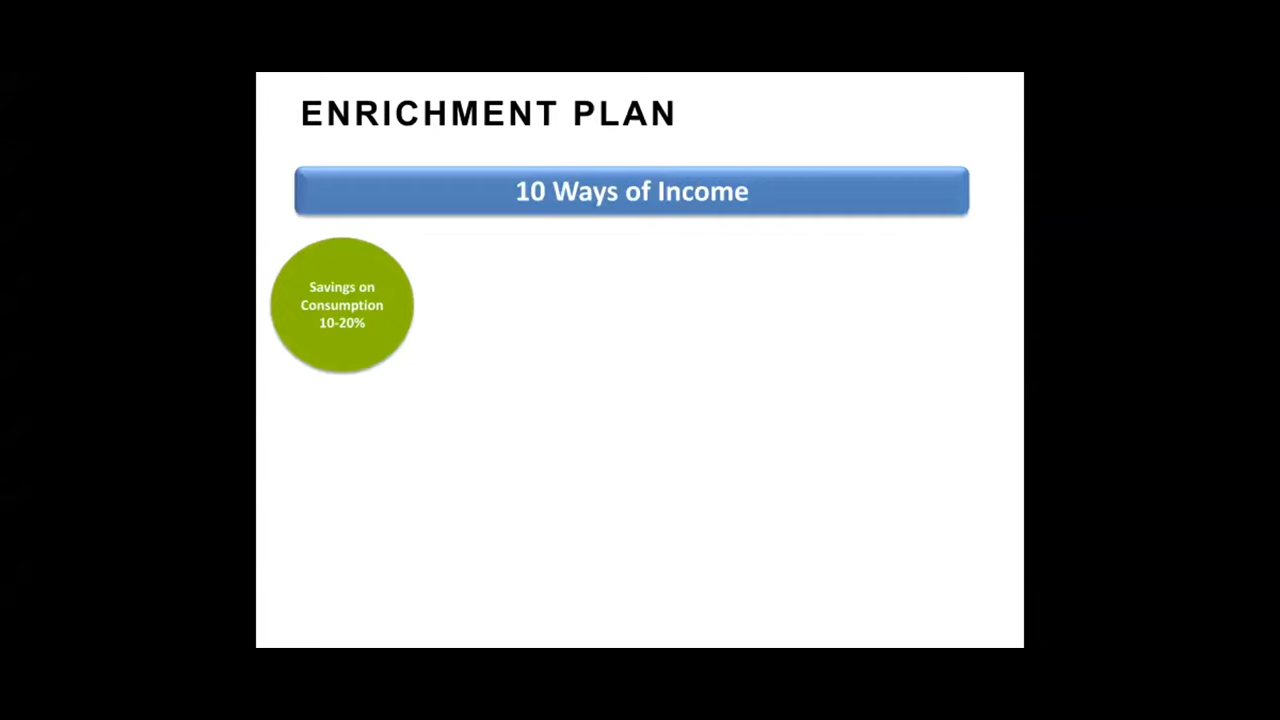 ENRICHMENT PLAN
10 Ways of Income
Savings on
Consumption
10-20%